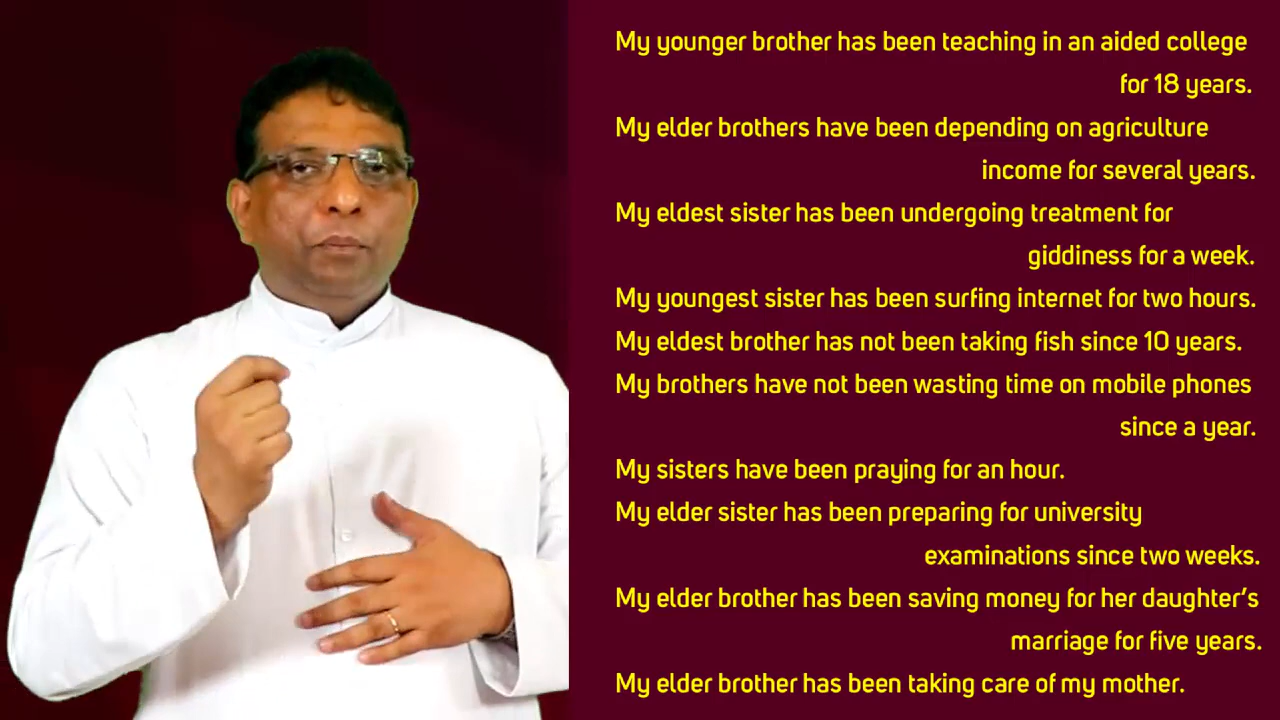 My younger brother has been teaching in an aided college
for 18 years.
My elder brothers have been depending on agriculture
income for several years.
My eldest sister has been undergoing treatment for
giddiness for a week.
My youngest sister has been surfing internet for two hours.
My eldest brother has not been taking fish since 10 years.
My brothers have not been wasting time on mobile phones
since a year.
My sisters have been praying for an hour.
My elder sister has been preparing for university
examinations since two weeks.
My elder brother has been saving money for her daughter's
marriage for five years.
My elder brother has been taking care of my mother.